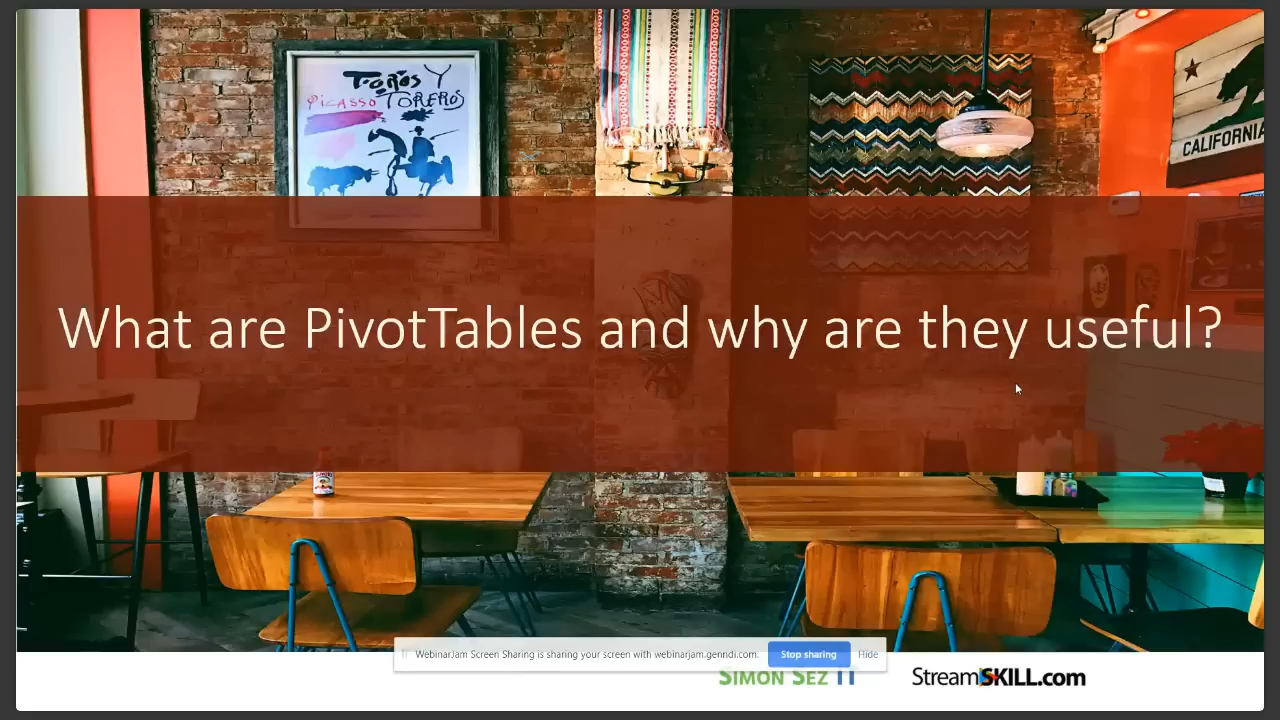 Toros Y
Picasso TOREROS
CALIFORNIA
What are PivotTables and why are they useful?
WebinarJam Screen Sharing is sharing your screen with webinarjam.genndi.com.
Stop sharing
Hide
SIMON SEZ IT
StreamSKILL.com